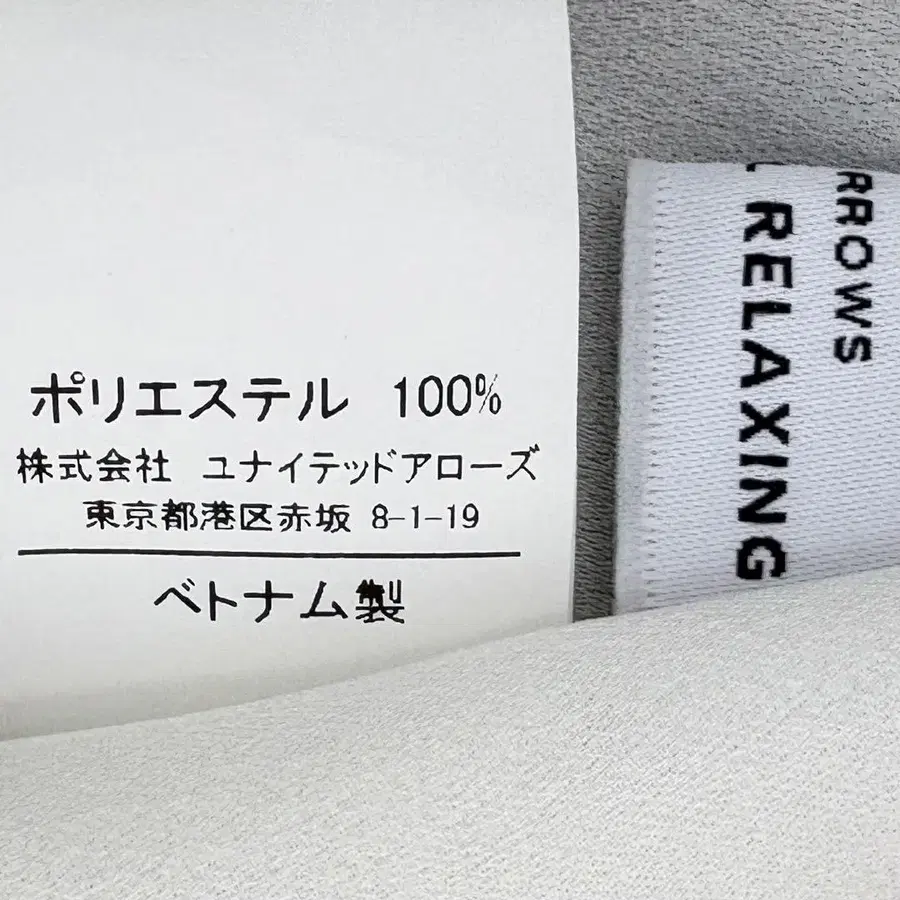 ポリエステル 100%
株式会社 ユナイテッドアローズ
東京都港区赤坂 8-1-19
ベトナム製
RROWS
L RELAXING